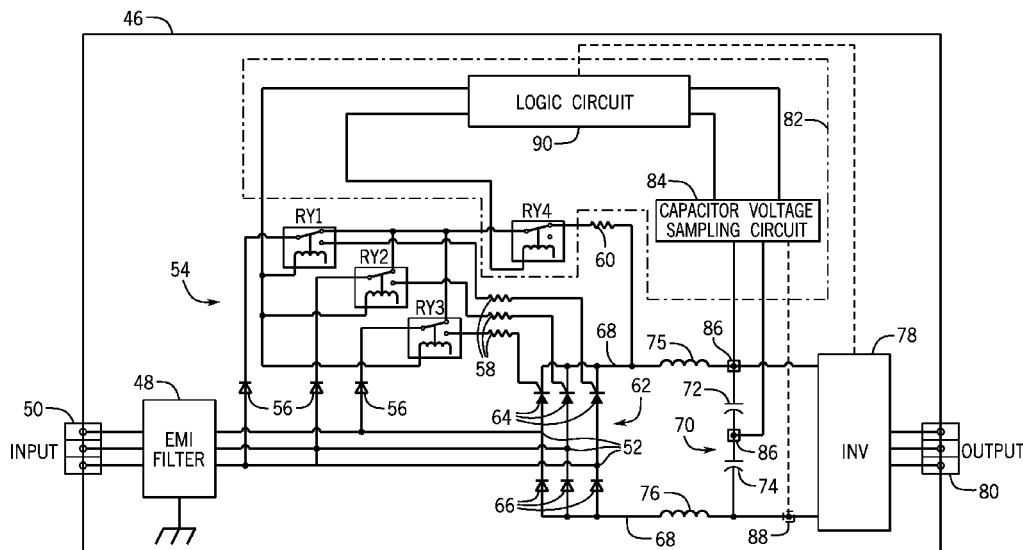 46
LOGIC CIRCUIT
90
82
84
CAPACITOR VOLTAGE
SAMPLING CIRCUIT
RY1
RY4
60
RY2
54
RY3
58
68
75
86
78
48
56
56
64
62
72
50
INPUT
EMI
FILTER
52
70
86
INV
OUTPUT
66
76
74
80
68
88